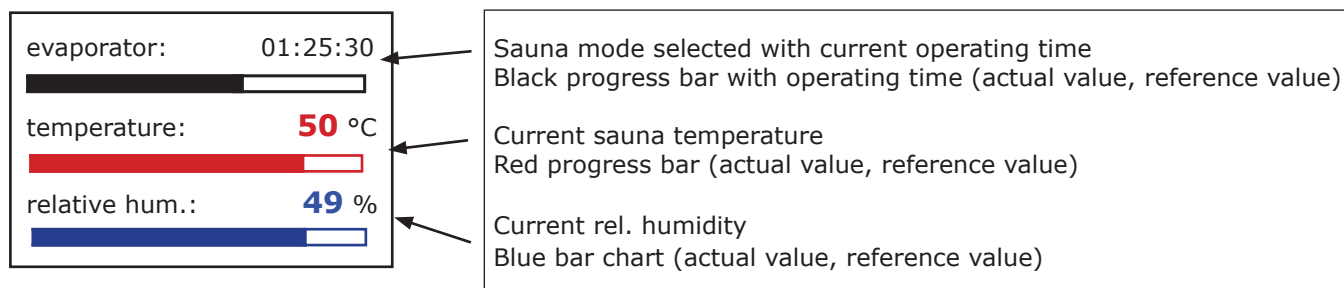 evaporator: 01:25:30
temperature: 50 °C
relative hum.: 49 %
Sauna mode selected with current operating time
Black progress bar with operating time (actual value, reference value)
Current sauna temperature
Red progress bar (actual value, reference value)
Current rel. humidity
Blue bar chart (actual value, reference value)